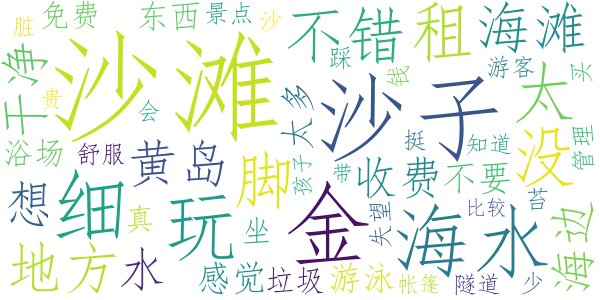 脏 免费 东西 景点 沙
不错 租 海滩
踩 钱 游客 买
干净 沙滩 沙子 太
贵 会 太多 挺 知道 管理
浴场 舒服 黄岛 脚 孩子 收费 不要 没
想 细 真 玩 坐 金 带 失望 海水 比较 苔 海边
地方 水 感觉 垃圾 游泳 帐篷 隧道 少